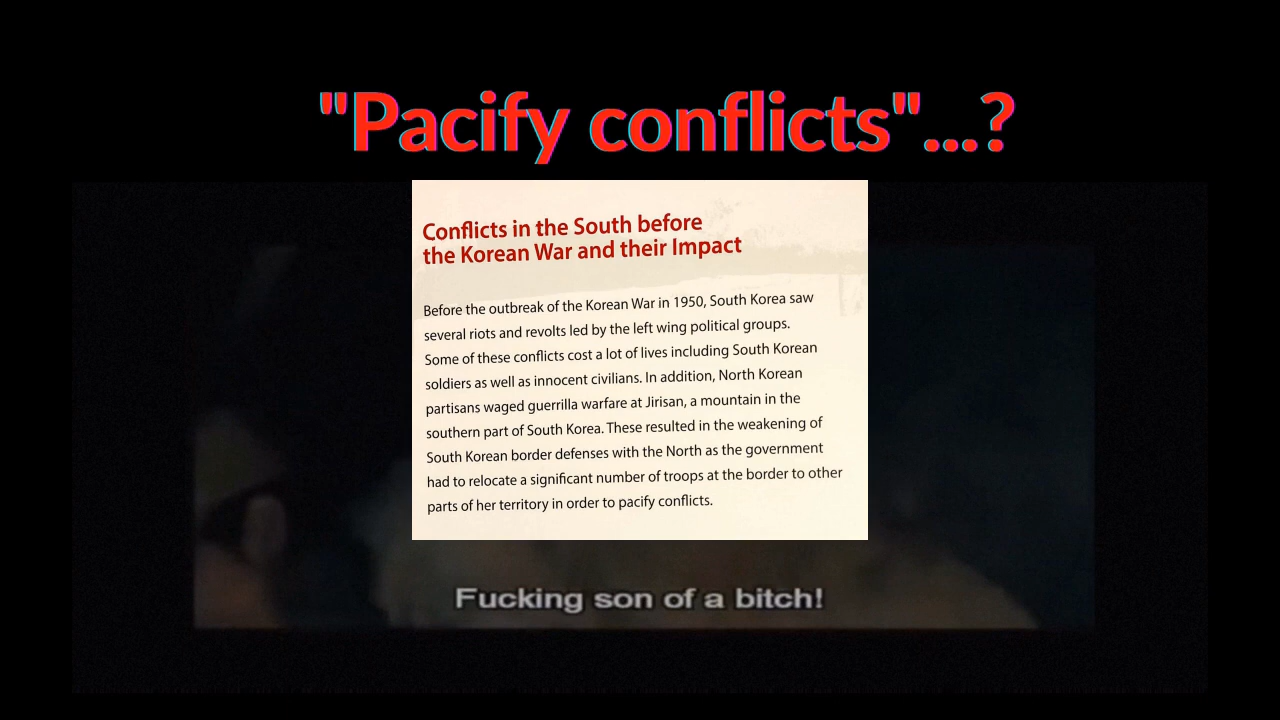 "Pacify conflicts"...?
Conflicts in the South before
the Korean War and their Impact
Before the outbreak of the Korean War in 1950, South Korea saw
several riots and revolts led by the left wing political groups.
Some of these conflicts cost a lot of lives including South Korean
soldiers as well as innocent civilians. In addition, North Korean
partisans waged guerrilla warfare at Jirisan, a mountain in the
southern part of South Korea. These resulted in the weakening of
South Korean border defenses with the North as the government
had to relocate a significant number of troops at the border to other
parts of her territory in order to pacify conflicts.
Fucking son of a bitch!